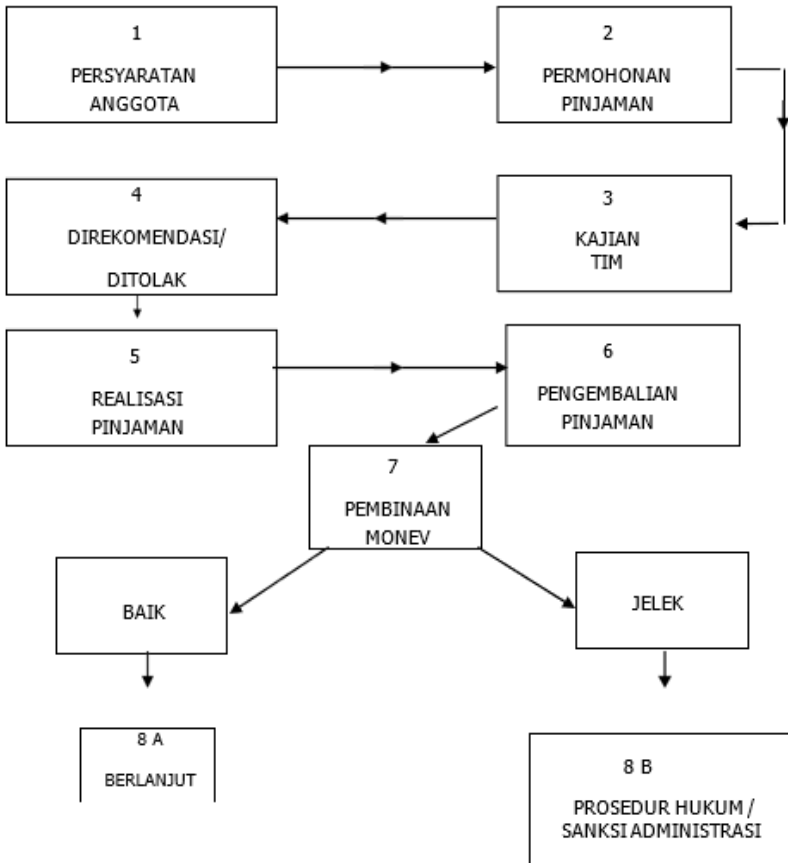 1
PERSYARATAN
ANGGOTA
2
PERMOHONAN
PINJAMAN
3
KAJIAN
TIM
4
DIREKOMENDASI/
DITOLAK
5
REALISASI
PINJAMAN
6
PENGEMBALIAN
PINJAMAN
7
PEMBINAAN
MONEV
BAIK
JELEK
8 A
BERLANJUT
8 B
PROSEDUR HUKUM /
SANKSI ADMINISTRASI